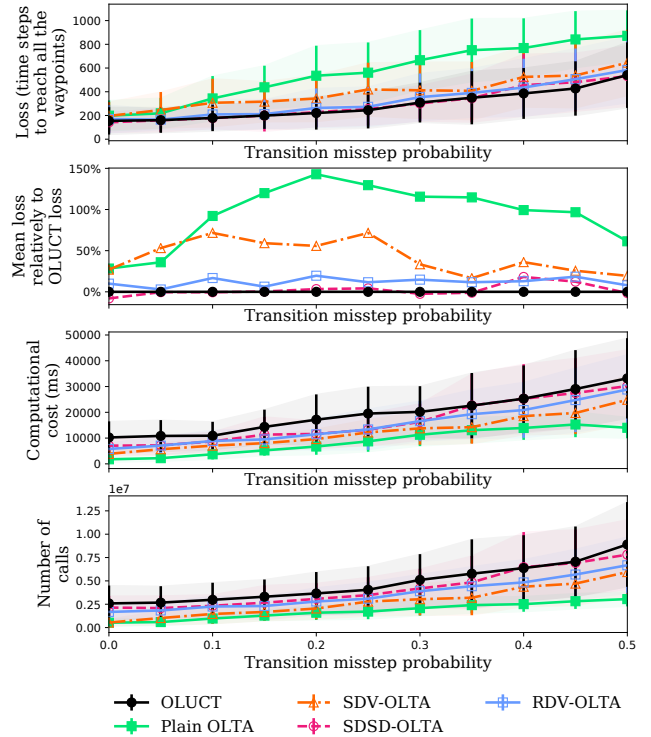 Loss (time steps
to reach all the
waypoints)
1000
800
600
400
200
0
Transition misstep probability
Mean loss
relatively to
OLUCT loss
150%
100%
50%
0%
Transition misstep probability
Computational
cost (ms)
50000
40000
30000
20000
10000
0
Transition misstep probability
1e7
Number of
calls
1.25
1.00
0.75
0.50
0.25
0.00
0.0 0.1 0.2 0.3 0.4 0.5
Transition misstep probability
OLUCT SDV-OLTA RDV-OLTA
Plain OLTA SDSD-OLTA